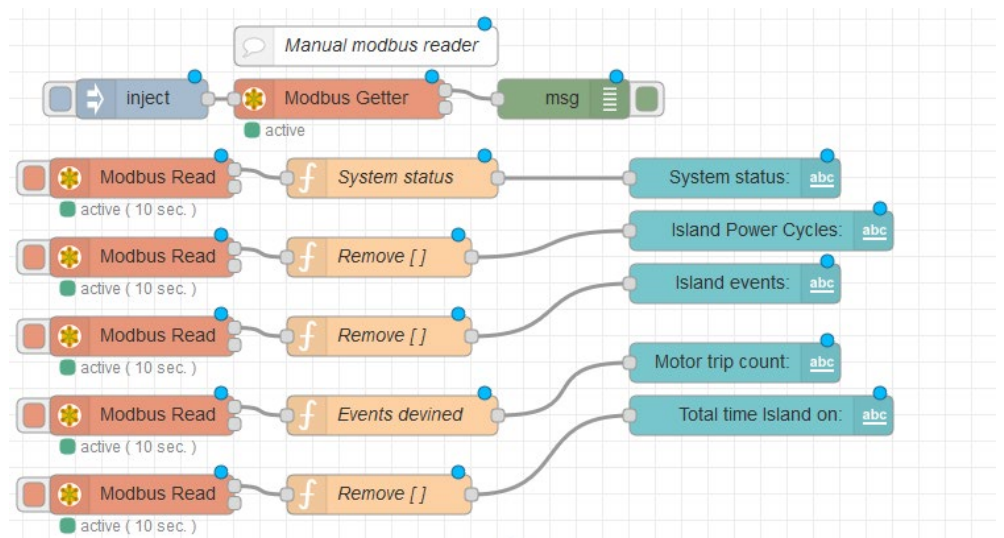 Manual modbus reader
inject
Modbus Getter
msg
active
Modbus Read
System status
System status:
abc
active ( 10 sec. )
Island Power Cycles:
abc
Modbus Read
Remove [ ]
active ( 10 sec. )
Island events:
abc
Modbus Read
Remove [ ]
active ( 10 sec. )
Motor trip count:
abc
Modbus Read
Events devined
Total time Island on:
abc
active ( 10 sec. )
Modbus Read
Remove [ ]
active ( 10 sec. )